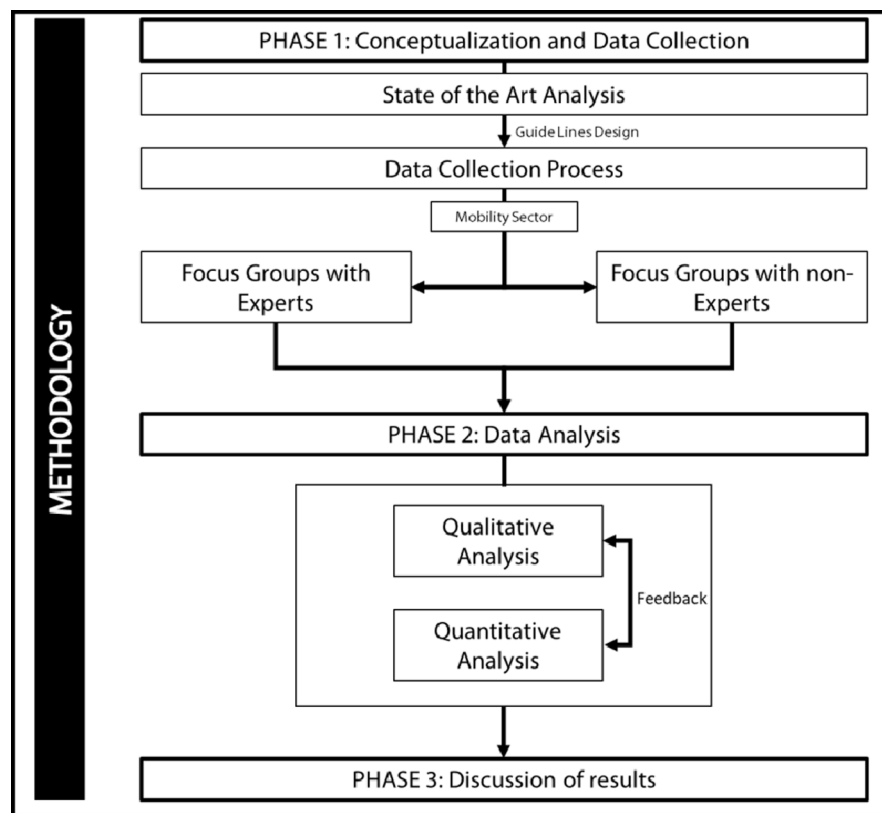 METHODOLOGY
PHASE 1: Conceptualization and Data Collection
State of the Art Analysis
Guide Lines Design
Data Collection Process
Mobility Sector
Focus Groups with
Experts
Focus Groups with non-
Experts
PHASE 2: Data Analysis
Qualitative
Analysis
Feedback
Quantitative
Analysis
PHASE 3: Discussion of results